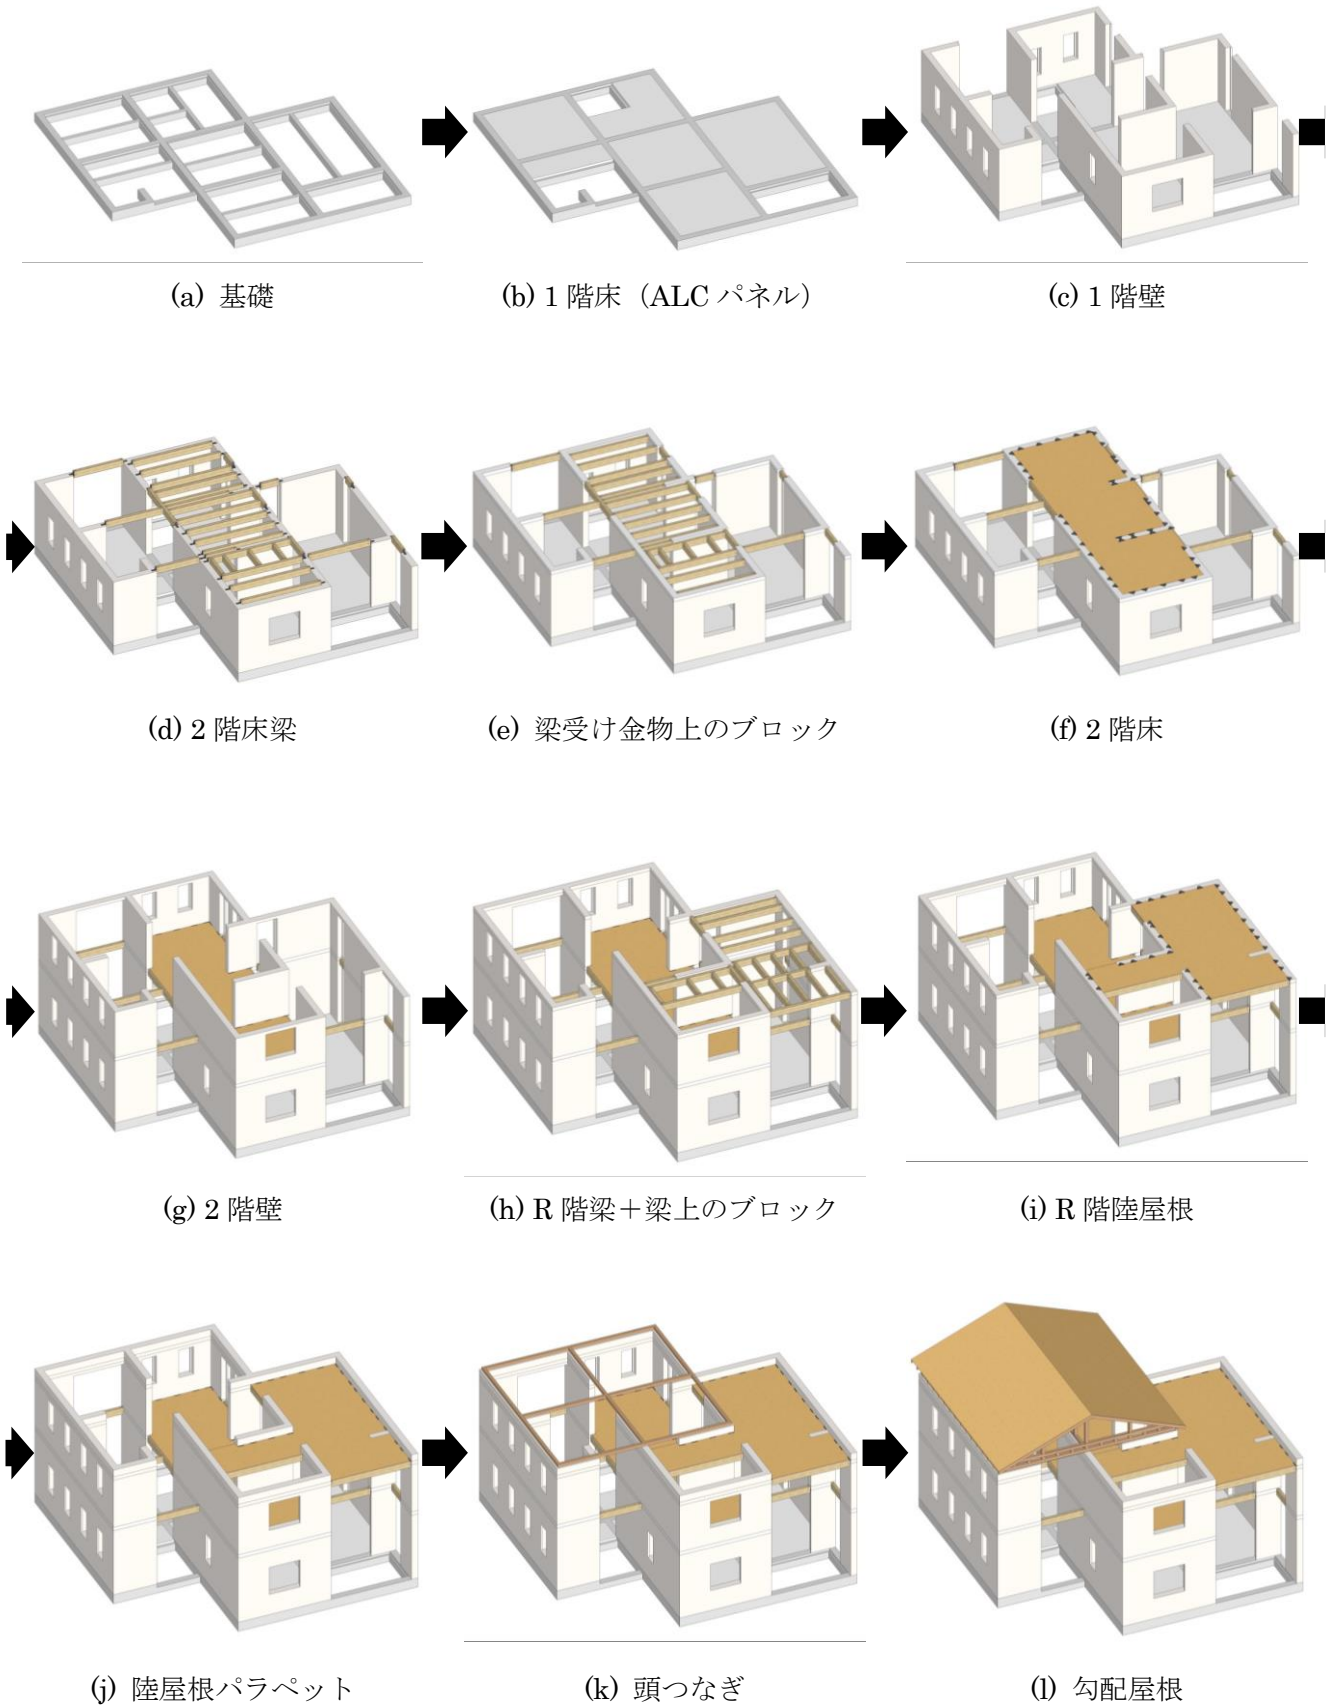 (a) 基礎
(b) 1 階床（ALC パネル）
(c) 1 階壁
(d) 2 階床梁
(e) 梁受け金物上のブロック
(f) 2 階床
(g) 2 階壁
(h) R 階梁＋梁上のブロック
(i) R 階陸屋根
(j) 陸屋根パラペット
(k) 頭つなぎ
(l) 勾配屋根